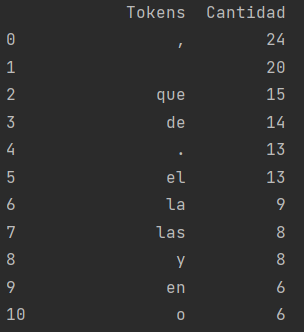 Tokens Cantidad
0 , 24
1 20
2 que 15
3 de 14
4 . 13
5 el 13
6 la 9
7 las 8
8 y 8
9 en 6
10 o 6